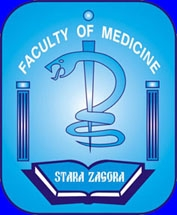 FACULTY OF MEDICINE
STARA ZAGORA